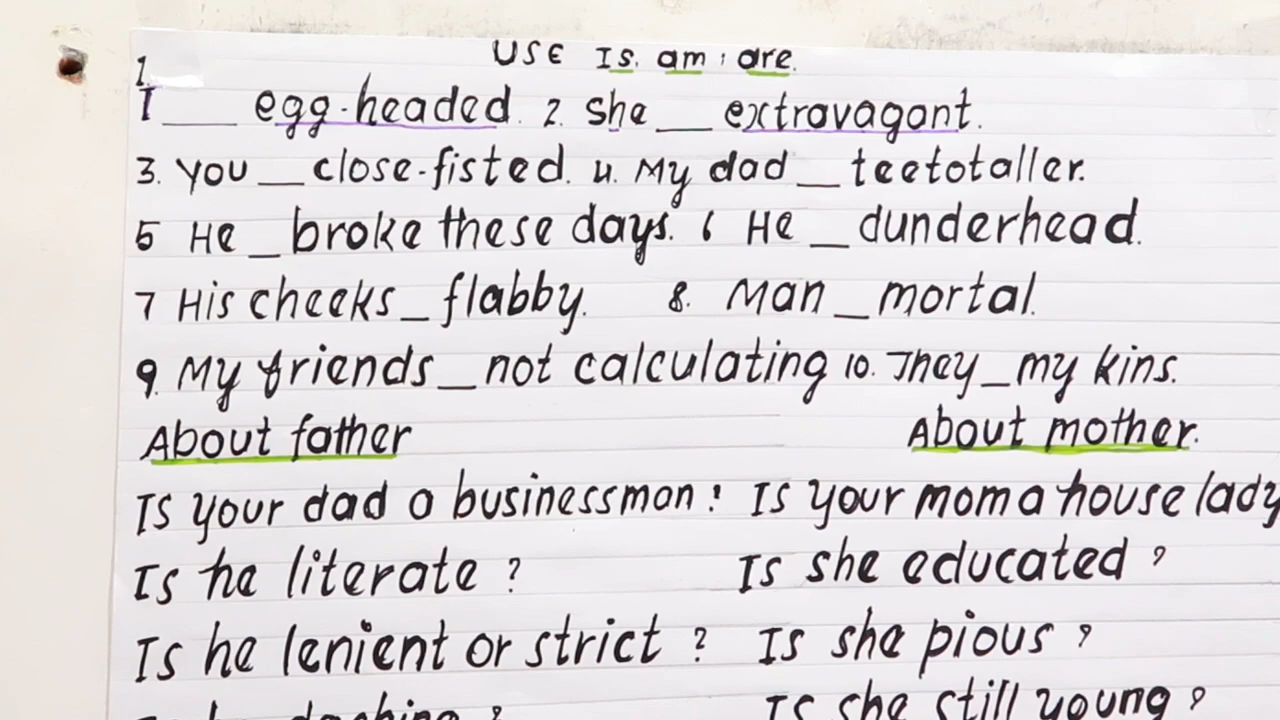 USE Is. am : are.
1.
I ___ egg-headed. 2. she __ extravagant.
3. you __ close-fisted. 4. My dad __ teetotaller.
5 He _ broke these days. 6 He _ dunderhead.
7 His cheeks _ flabby. 8. Man _ mortal.
9. My friends _ not calculating 10. They _ my kins.
About father About mother.
Is your dad a businessman? Is your mom a house lady
Is he literate ? Is she educated ?
Is he lenient or strict ? Is she pious ?
Is she still young ?